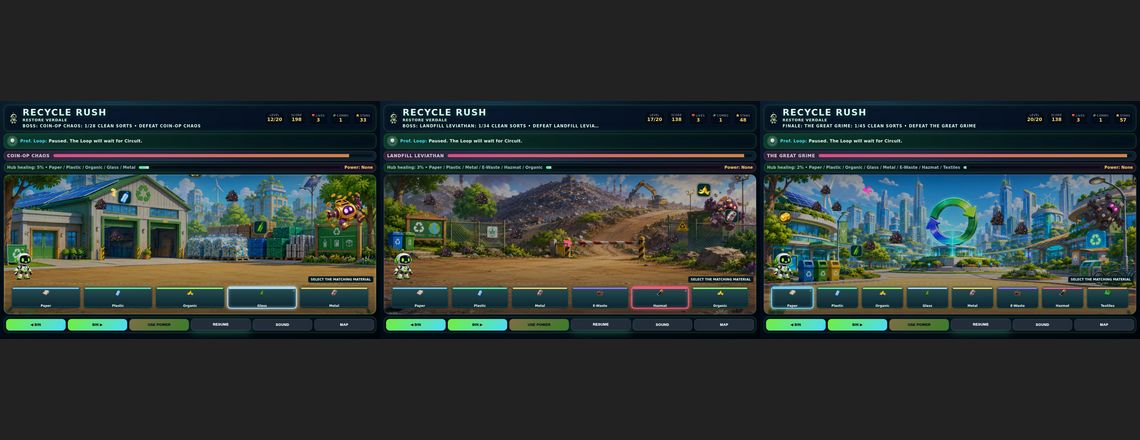 RECYCLE RUSH
RESTORE VERDALE
BOSS: COIN-OP CHAOS: 1/28 CLEAN SORTS • DEFEAT COIN-OP CHAOS
LEVEL 12/20
SCORE 198
LIVES 3
COMBO 1
STARS 33
Prof. Loop: Paused. The Loop will wait for Circuit.
COIN-OP CHAOS
Hub healing: 5% • Paper / Plastic / Organic / Glass / Metal
Power: None
SELECT THE MATCHING MATERIAL
Paper
Plastic
Organic
Glass
Metal
◀ BIN
BIN ▶
USE POWER
RESUME
SOUND
MAP
RECYCLE RUSH
RESTORE VERDALE
BOSS: LANDFILL LEVIATHAN: 1/34 CLEAN SORTS • DEFEAT LANDFILL LEVIA...
LEVEL 17/20
SCORE 138
LIVES 3
COMBO 1
STARS 48
Prof. Loop: Paused. The Loop will wait for Circuit.
LANDFILL LEVIATHAN
Hub healing: 3% • Paper / Plastic / Metal / E-Waste / Hazmat / Organic
Power: None
SELECT THE MATCHING MATERIAL
Paper
Plastic
Metal
E-Waste
Hazmat
Organic
◀ BIN
BIN ▶
USE POWER
RESUME
SOUND
MAP
RECYCLE RUSH
RESTORE VERDALE
FINALE: THE GREAT GRIME: 1/45 CLEAN SORTS • DEFEAT THE GREAT GRIME
LEVEL 20/20
SCORE 138
LIVES 3
COMBO 1
STARS 57
Prof. Loop: Paused. The Loop will wait for Circuit.
THE GREAT GRIME
Hub healing: 2% • Paper / Plastic / Organic / Glass / Metal / E-Waste / Hazmat / Textiles
Power: None
SELECT THE MATCHING MATERIAL
Paper
Plastic
Organic
Glass
Metal
E-Waste
Hazmat
Textiles
◀ BIN
BIN ▶
USE POWER
RESUME
SOUND
MAP